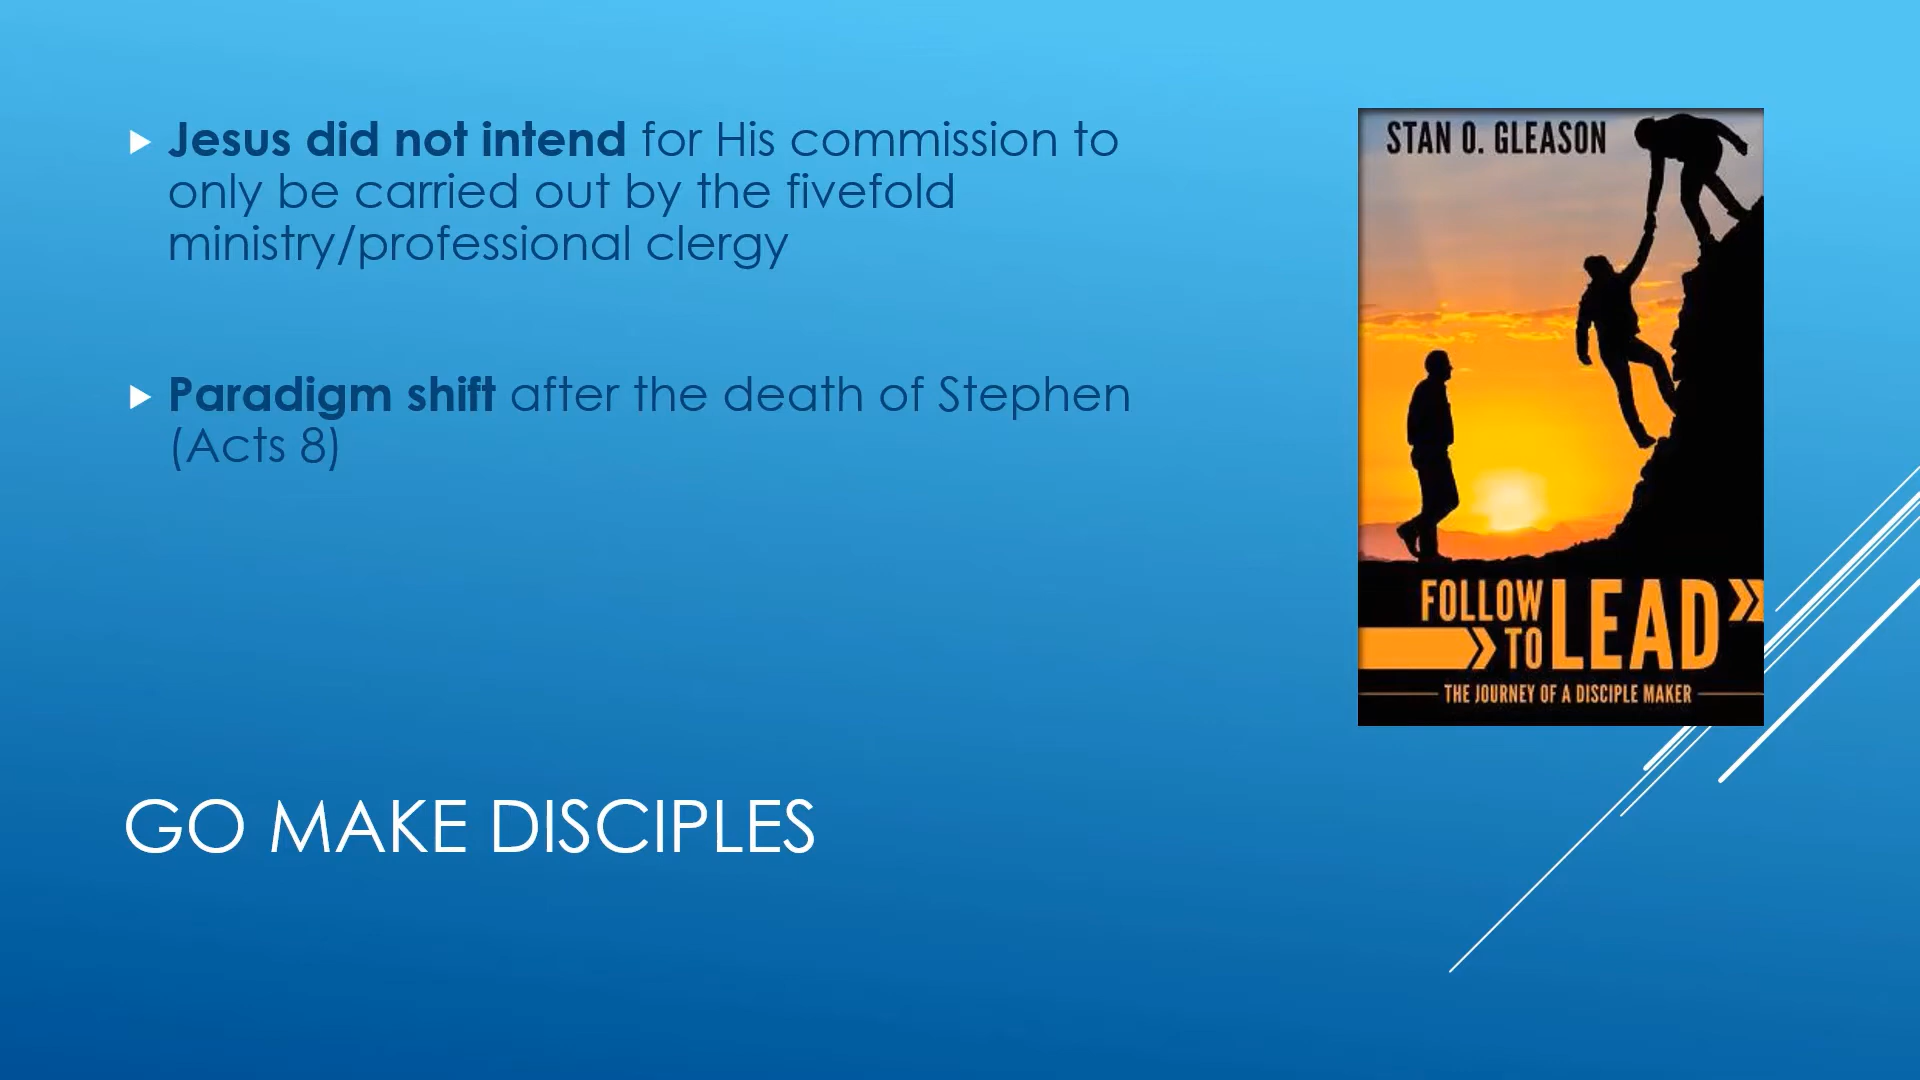 Jesus did not intend for His commission to
only be carried out by the fivefold
ministry/professional clergy
Paradigm shift after the death of Stephen
(Acts 8)
GO MAKE DISCIPLES
STAN O. GLEASON
FOLLOW
TO LEAD
THE JOURNEY OF A DISCIPLE MAKER